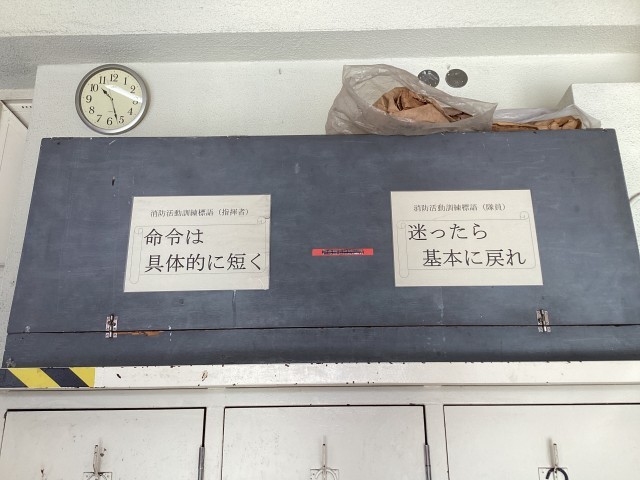 消防活動訓練標語（指揮者）
命令は
具体的に短く
消防活動訓練標語（隊員）
迷ったら
基本に戻れ